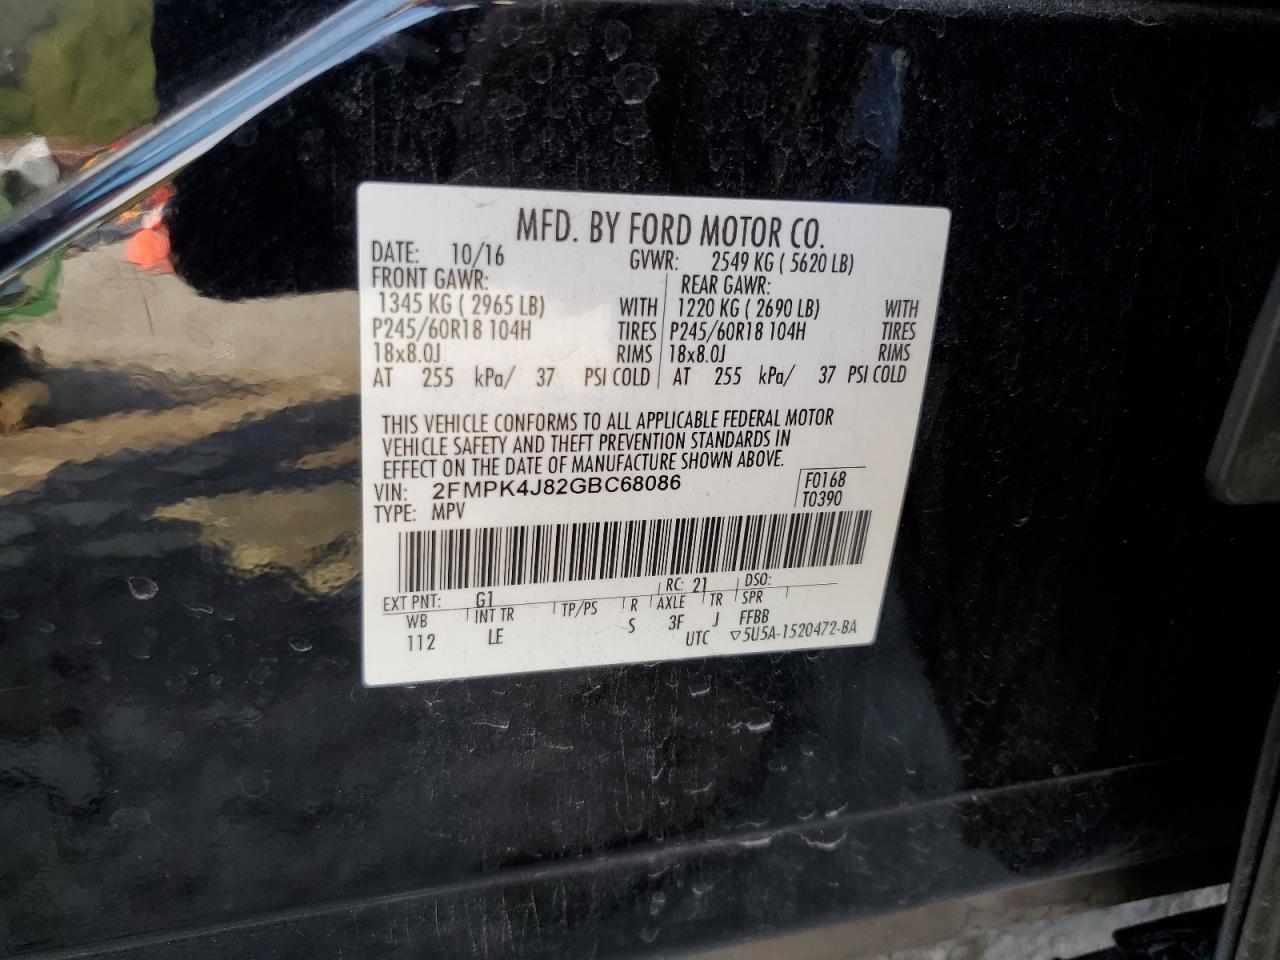 MFD. BY FORD MOTOR CO.
DATE: 10/16 GVWR: 2549 KG ( 5620 LB)
FRONT GAWR: REAR GAWR:
1345 KG ( 2965 LB) WITH 1220 KG ( 2690 LB) WITH
P245/60R18 104H TIRES P245/60R18 104H TIRES
18x8.0J RIMS 18x8.0J RIMS
AT 255 kPa/ 37 PSI COLD AT 255 kPa/ 37 PSI COLD
THIS VEHICLE CONFORMS TO ALL APPLICABLE FEDERAL MOTOR
VEHICLE SAFETY AND THEFT PREVENTION STANDARDS IN
EFFECT ON THE DATE OF MANUFACTURE SHOWN ABOVE.
VIN: 2FMPK4J82GBC68086 F0168
TYPE: MPV T0390
EXT PNT: G1 RC: 21 DSO:
WB INT TR TP/PS R AXLE TR SPR
112 LE S 3F J FFBB
UTC ▽5U5A-1520472-BA